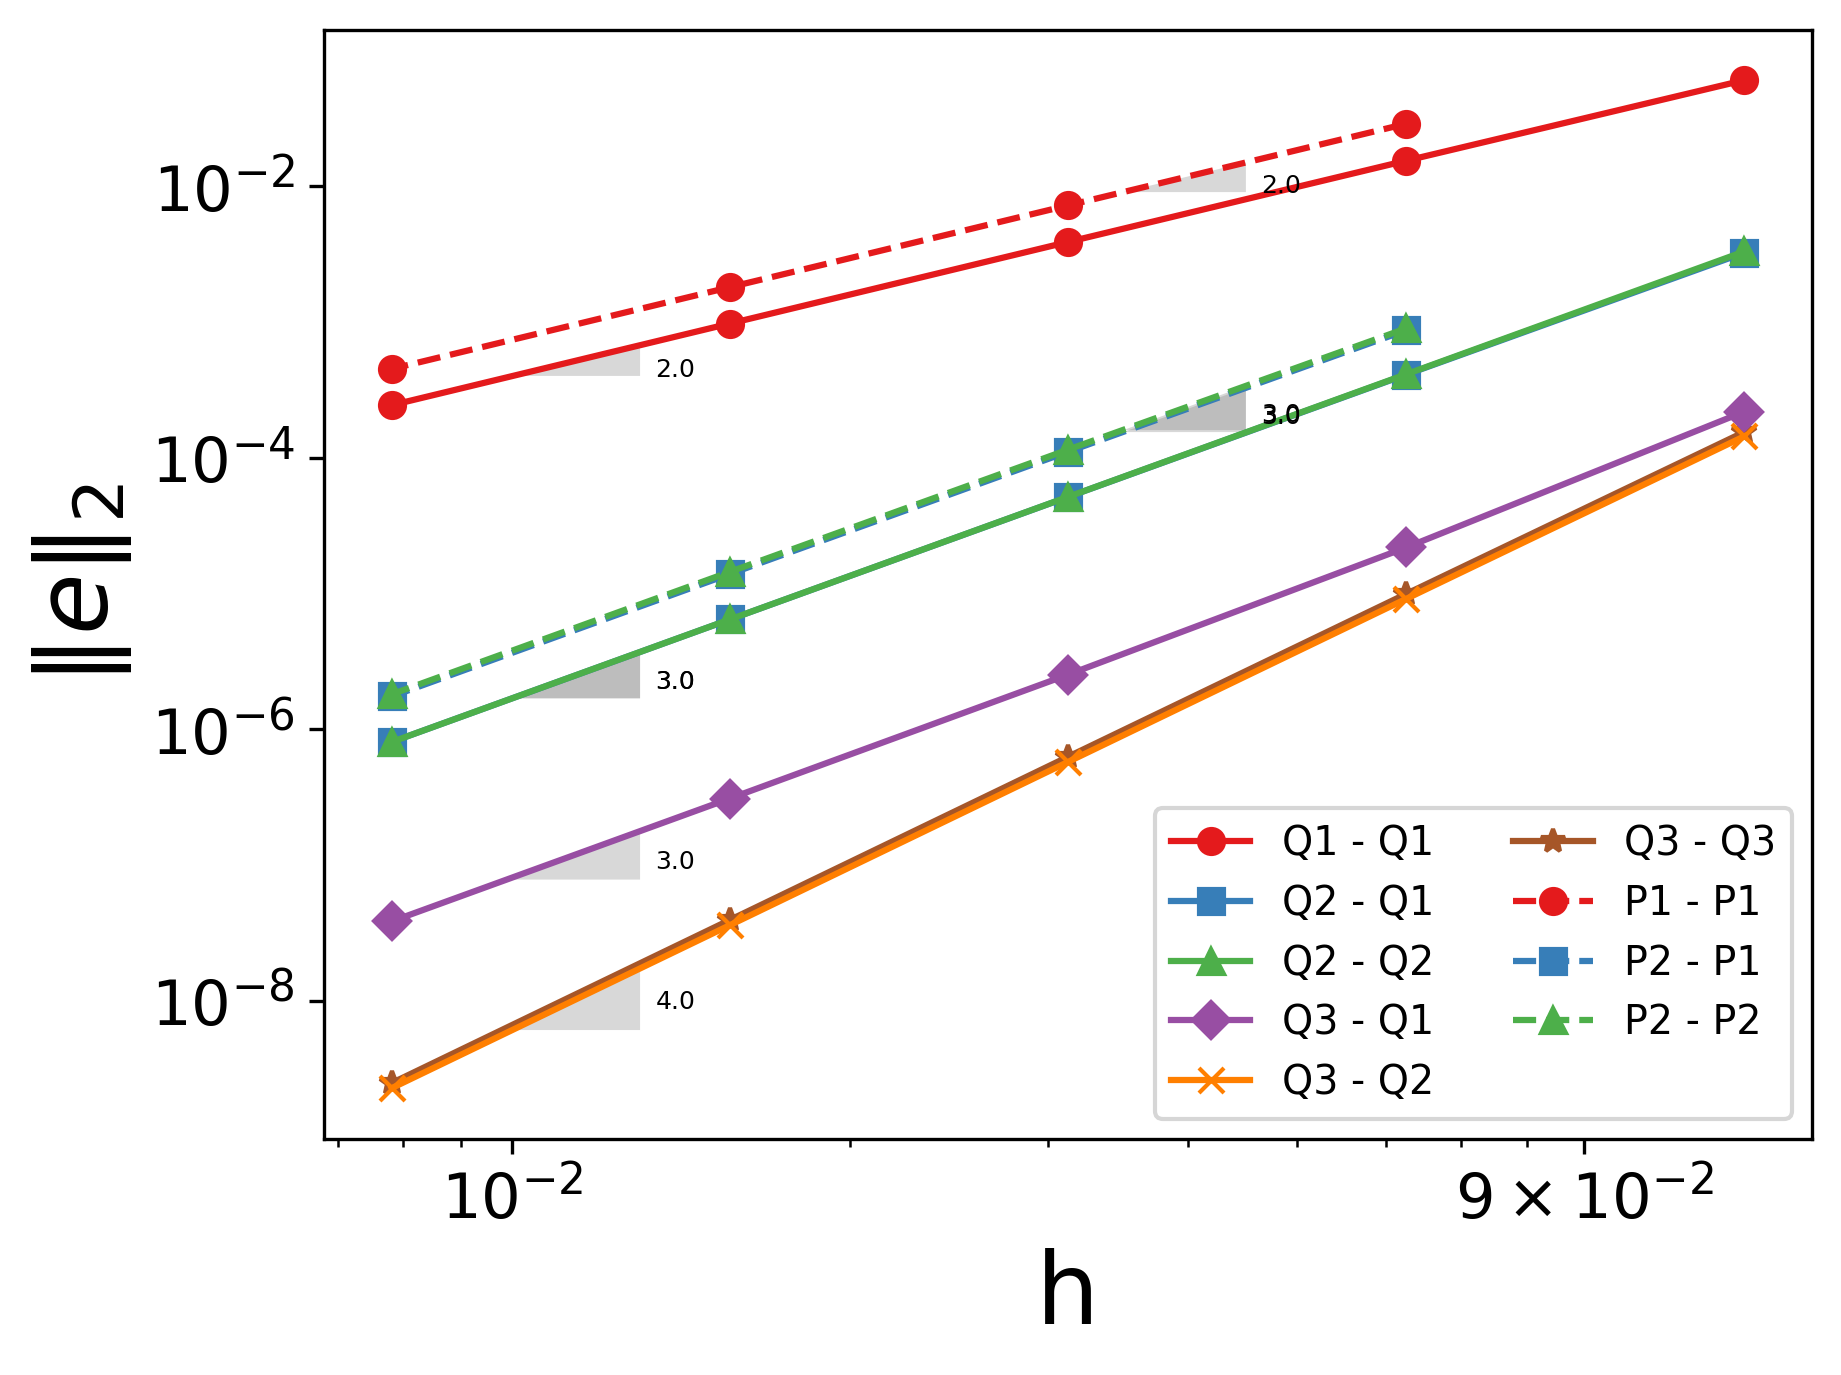 ‖e‖₂
10⁻²
10⁻⁴
10⁻⁶
10⁻⁸
2.0
2.0
3.0
3.0
3.0
4.0
Q1 - Q1
Q2 - Q1
Q2 - Q2
Q3 - Q1
Q3 - Q2
Q3 - Q3
P1 - P1
P2 - P1
P2 - P2
10⁻²
9 × 10⁻²
h